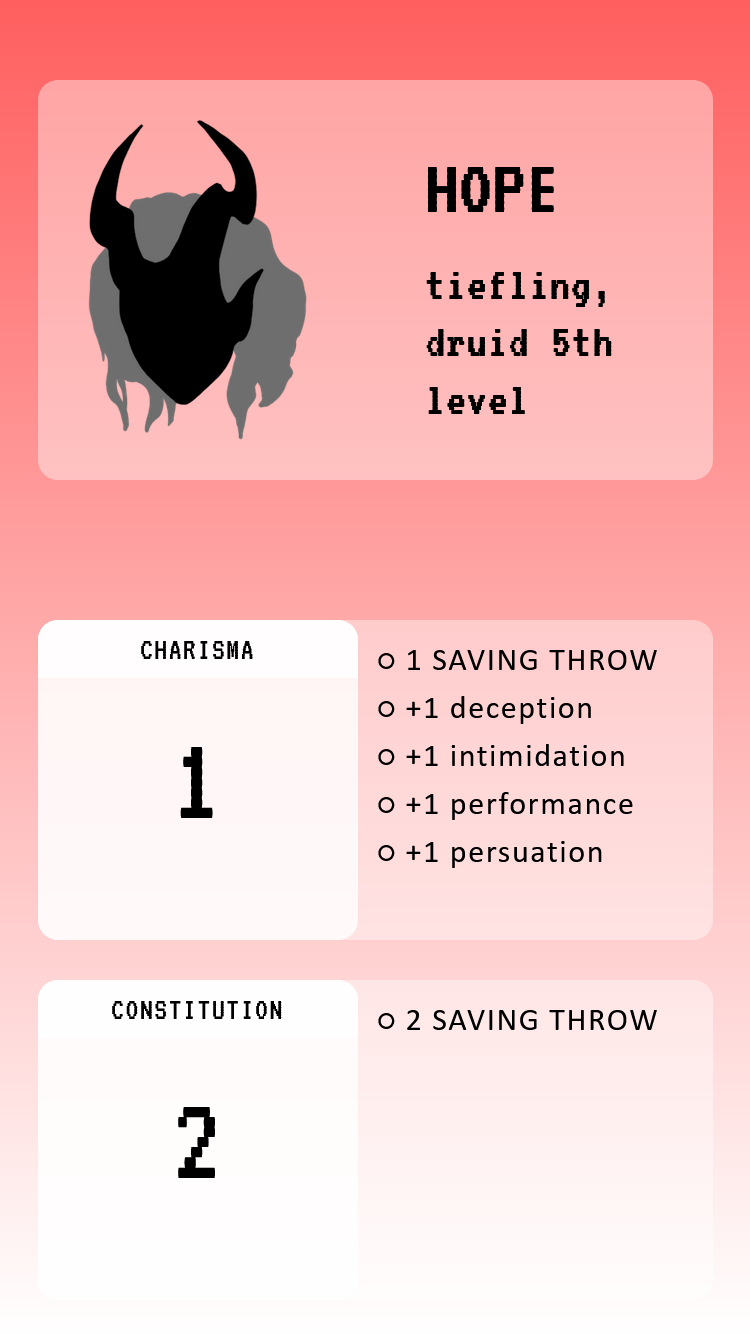 HOPE
tiefling,
druid 5th
level
CHARISMA
1
1 SAVING THROW
+1 deception
+1 intimidation
+1 performance
+1 persuation
CONSTITUTION
2
2 SAVING THROW